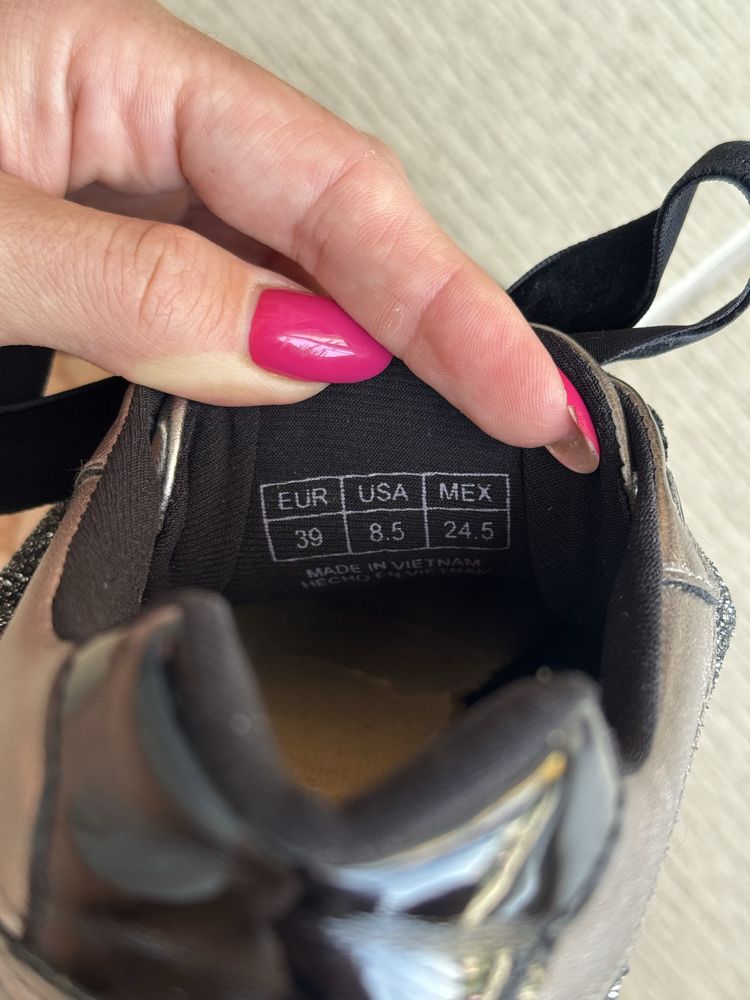 EUR USA MEX
39 8.5 24.5
MADE IN VIETNAM
HECHO EN VIETNAM